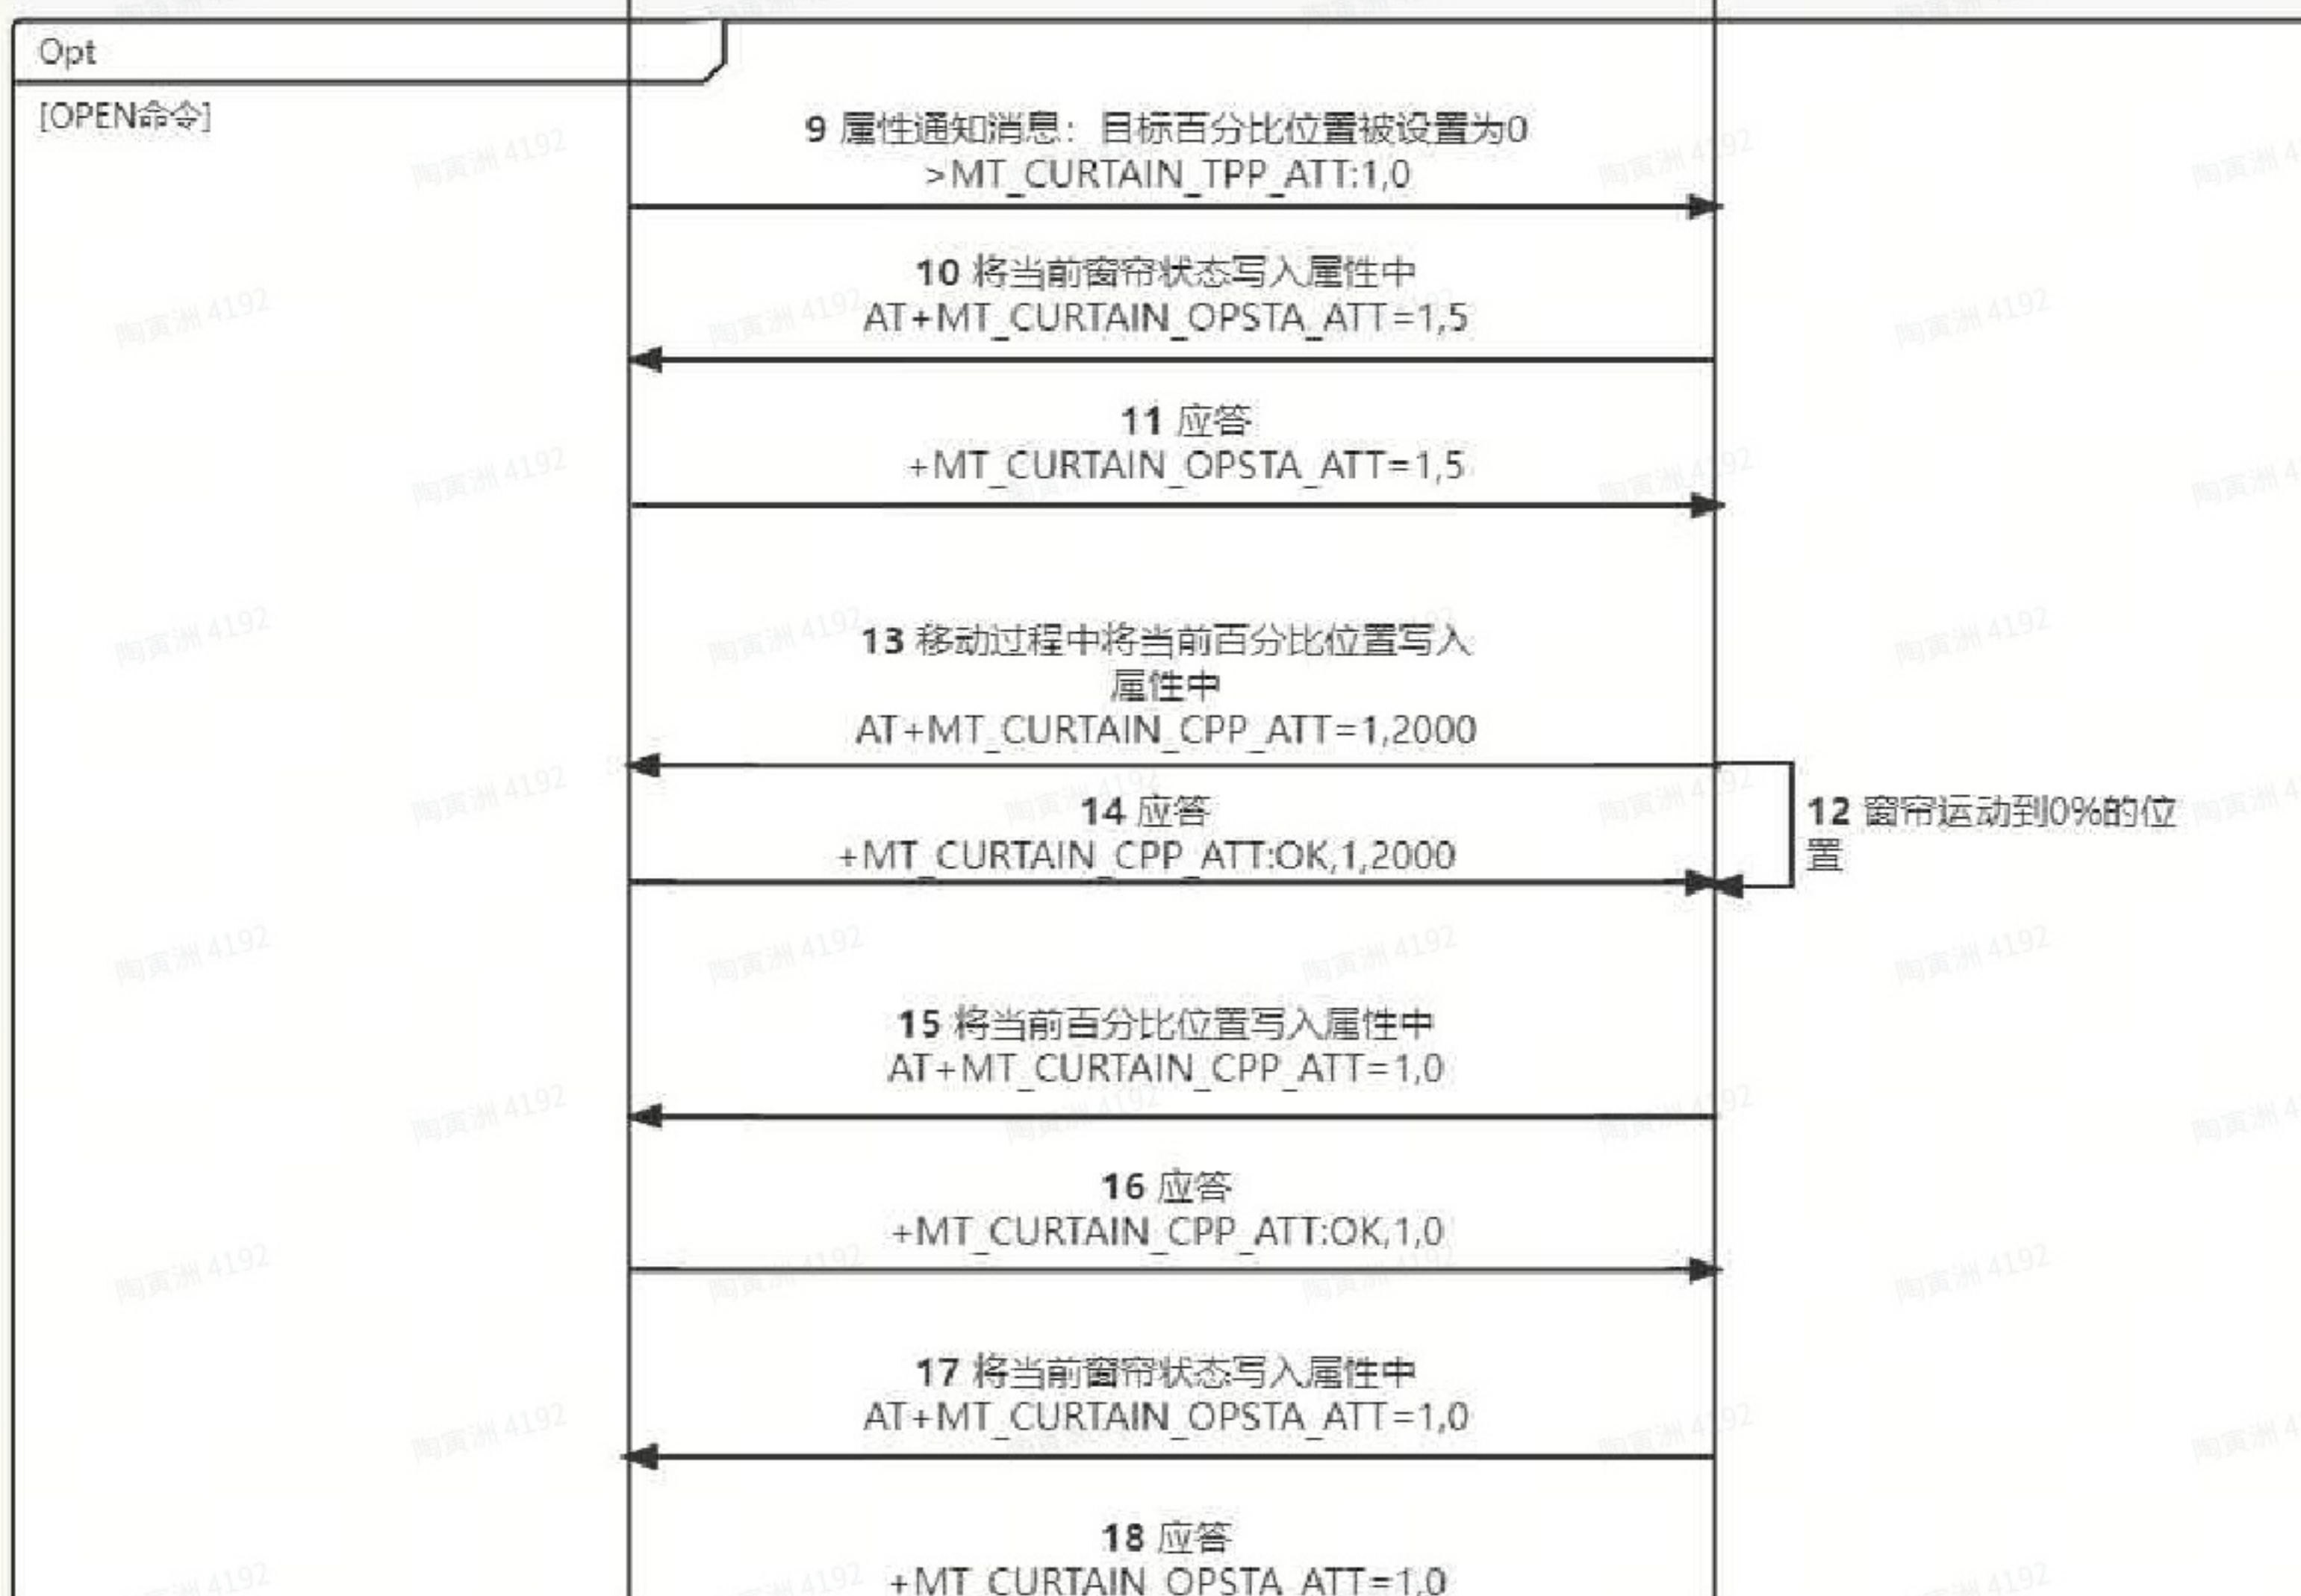 Opt
[OPEN命令]
9 属性通知消息：目标百分比位置被设置为0
>MT_CURTAIN_TPP_ATT:1,0
10 将当前窗帘状态写入属性中
AT+MT_CURTAIN_OPSTA_ATT=1,5
11 应答
+MT_CURTAIN_OPSTA_ATT=1,5
13 移动过程中将当前百分比位置写入
属性中
AT+MT_CURTAIN_CPP_ATT=1,2000
14 应答
+MT_CURTAIN_CPP_ATT:OK,1,2000
12 窗帘运动到0%的位
置
15 将当前百分比位置写入属性中
AT+MT_CURTAIN_CPP_ATT=1,0
16 应答
+MT_CURTAIN_CPP_ATT:OK,1,0
17 将当前窗帘状态写入属性中
AT+MT_CURTAIN_OPSTA_ATT=1,0
18 应答
+MT_CURTAIN_OPSTA_ATT=1,0
陶寅洲 4192